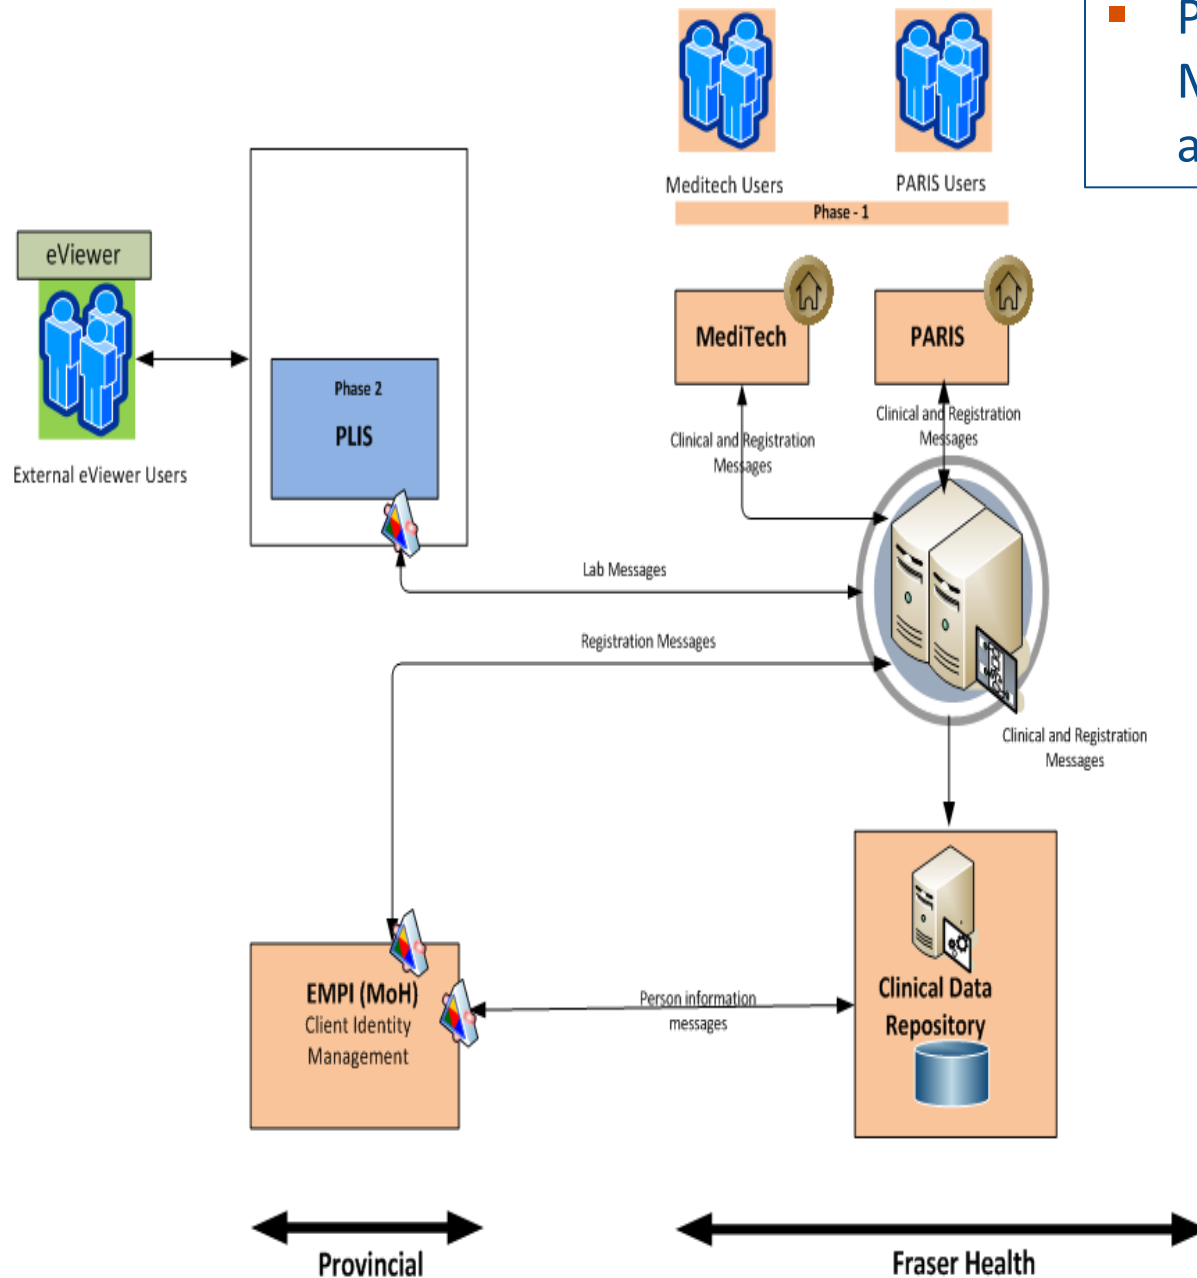 P
M
a
Meditech Users
PARIS Users
Phase - 1
eViewer
External eViewer Users
Phase 2
PLIS
MediTech
PARIS
Clinical and Registration
Messages
Clinical and Registration
Messages
Lab Messages
Registration Messages
Clinical and Registration
Messages
EMPI (MoH)
Client Identity
Management
Person information
messages
Clinical Data
Repository
Provincial
Fraser Health